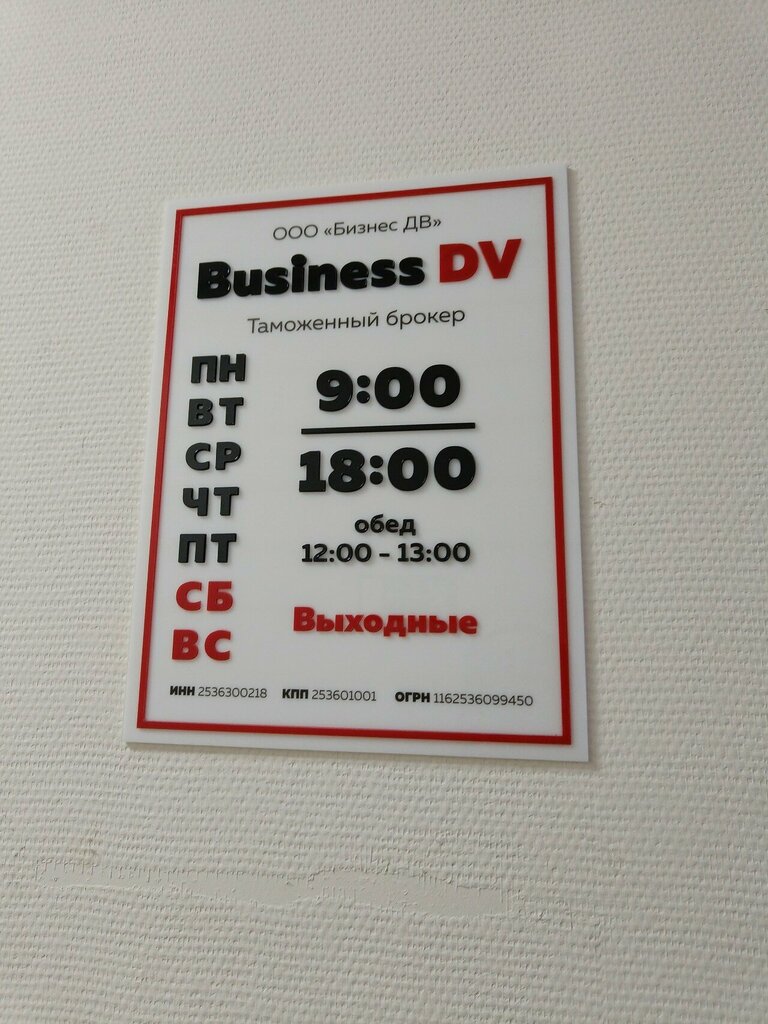 ООО «Бизнес ДВ»
Business DV
Таможенный брокер
ПН
ВТ
СР
ЧТ
ПТ
9:00
18:00
обед
12:00 - 13:00
СБ
ВС
Выходные
ИНН 2536300218 КПП 253601001 ОГРН 1162536099450